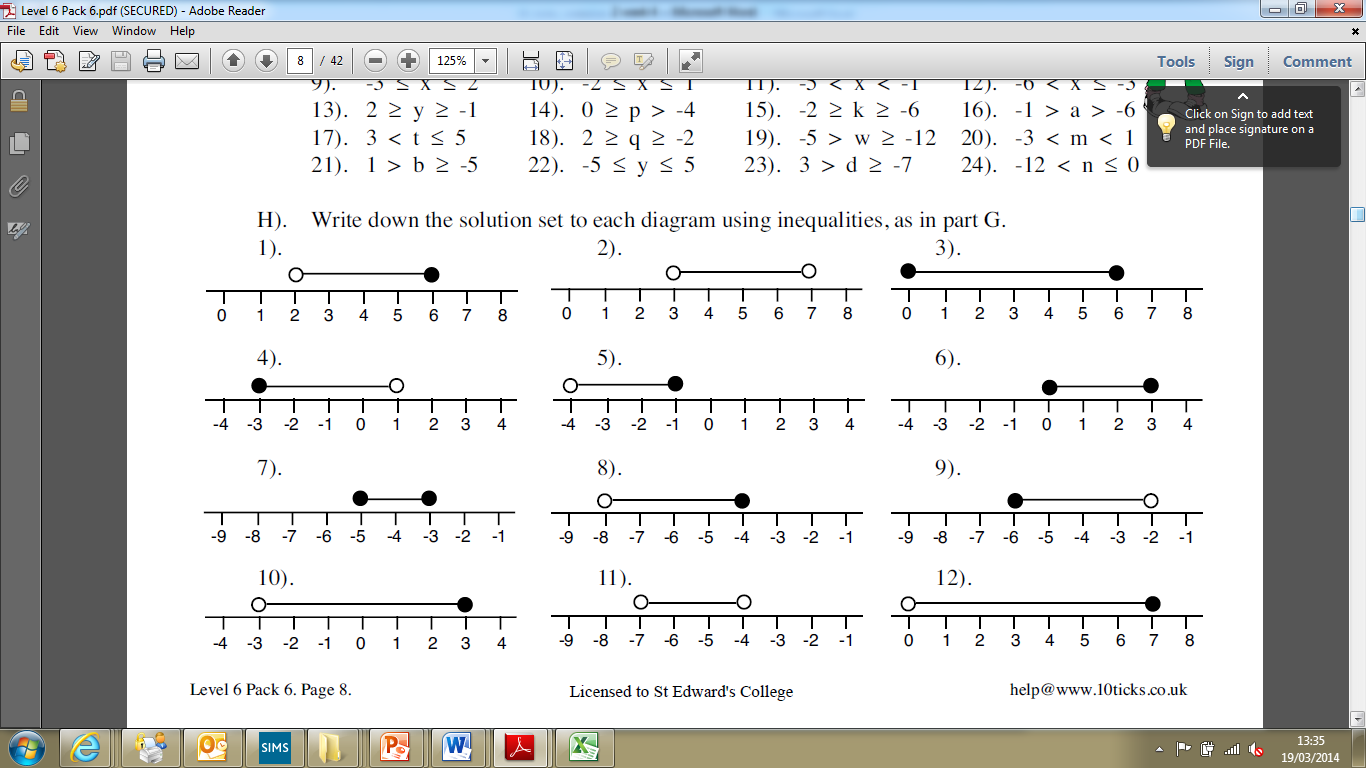 Level 6 Pack 6.pdf (SECURED) - Adobe Reader
File Edit View Window Help
8 / 42 125% Tools Sign Comment
9). -3 ≤ x ≤ 2 10). -2 ≤ x ≤ 1 11). < x < -1 12). -6 < x ≤ -3
13). 2 ≥ y ≥ -1 14). 0 ≥ p > -4 15). -2 ≥ k ≥ -6 16). -1 > a > -6
17). 3 < t ≤ 5 18). 2 ≥ q ≥ -2 19). -5 > w ≥ -12 20). -3 < m < 1
21). 1 > b ≥ -5 22). -5 ≤ y ≤ 5 23). 3 > d ≥ -7 24). -12 < n ≤ 0
Click on Sign to add text
and place signature on a
PDF File.
H). Write down the solution set to each diagram using inequalities, as in part G.
1). 2). 3).
0 1 2 3 4 5 6 7 8 0 1 2 3 4 5 6 7 8 0 1 2 3 4 5 6 7 8
4). 5). 6).
-4 -3 -2 -1 0 1 2 3 4 -4 -3 -2 -1 0 1 2 3 4 -4 -3 -2 -1 0 1 2 3 4
7). 8). 9).
-9 -8 -7 -6 -5 -4 -3 -2 -1 -9 -8 -7 -6 -5 -4 -3 -2 -1 -9 -8 -7 -6 -5 -4 -3 -2 -1
10). 11). 12).
-4 -3 -2 -1 0 1 2 3 4 -9 -8 -7 -6 -5 -4 -3 -2 -1 0 1 2 3 4 5 6 7 8
Level 6 Pack 6. Page 8. Licensed to St Edward's College help@www.10ticks.co.uk
SIMS
13:35
19/03/2014